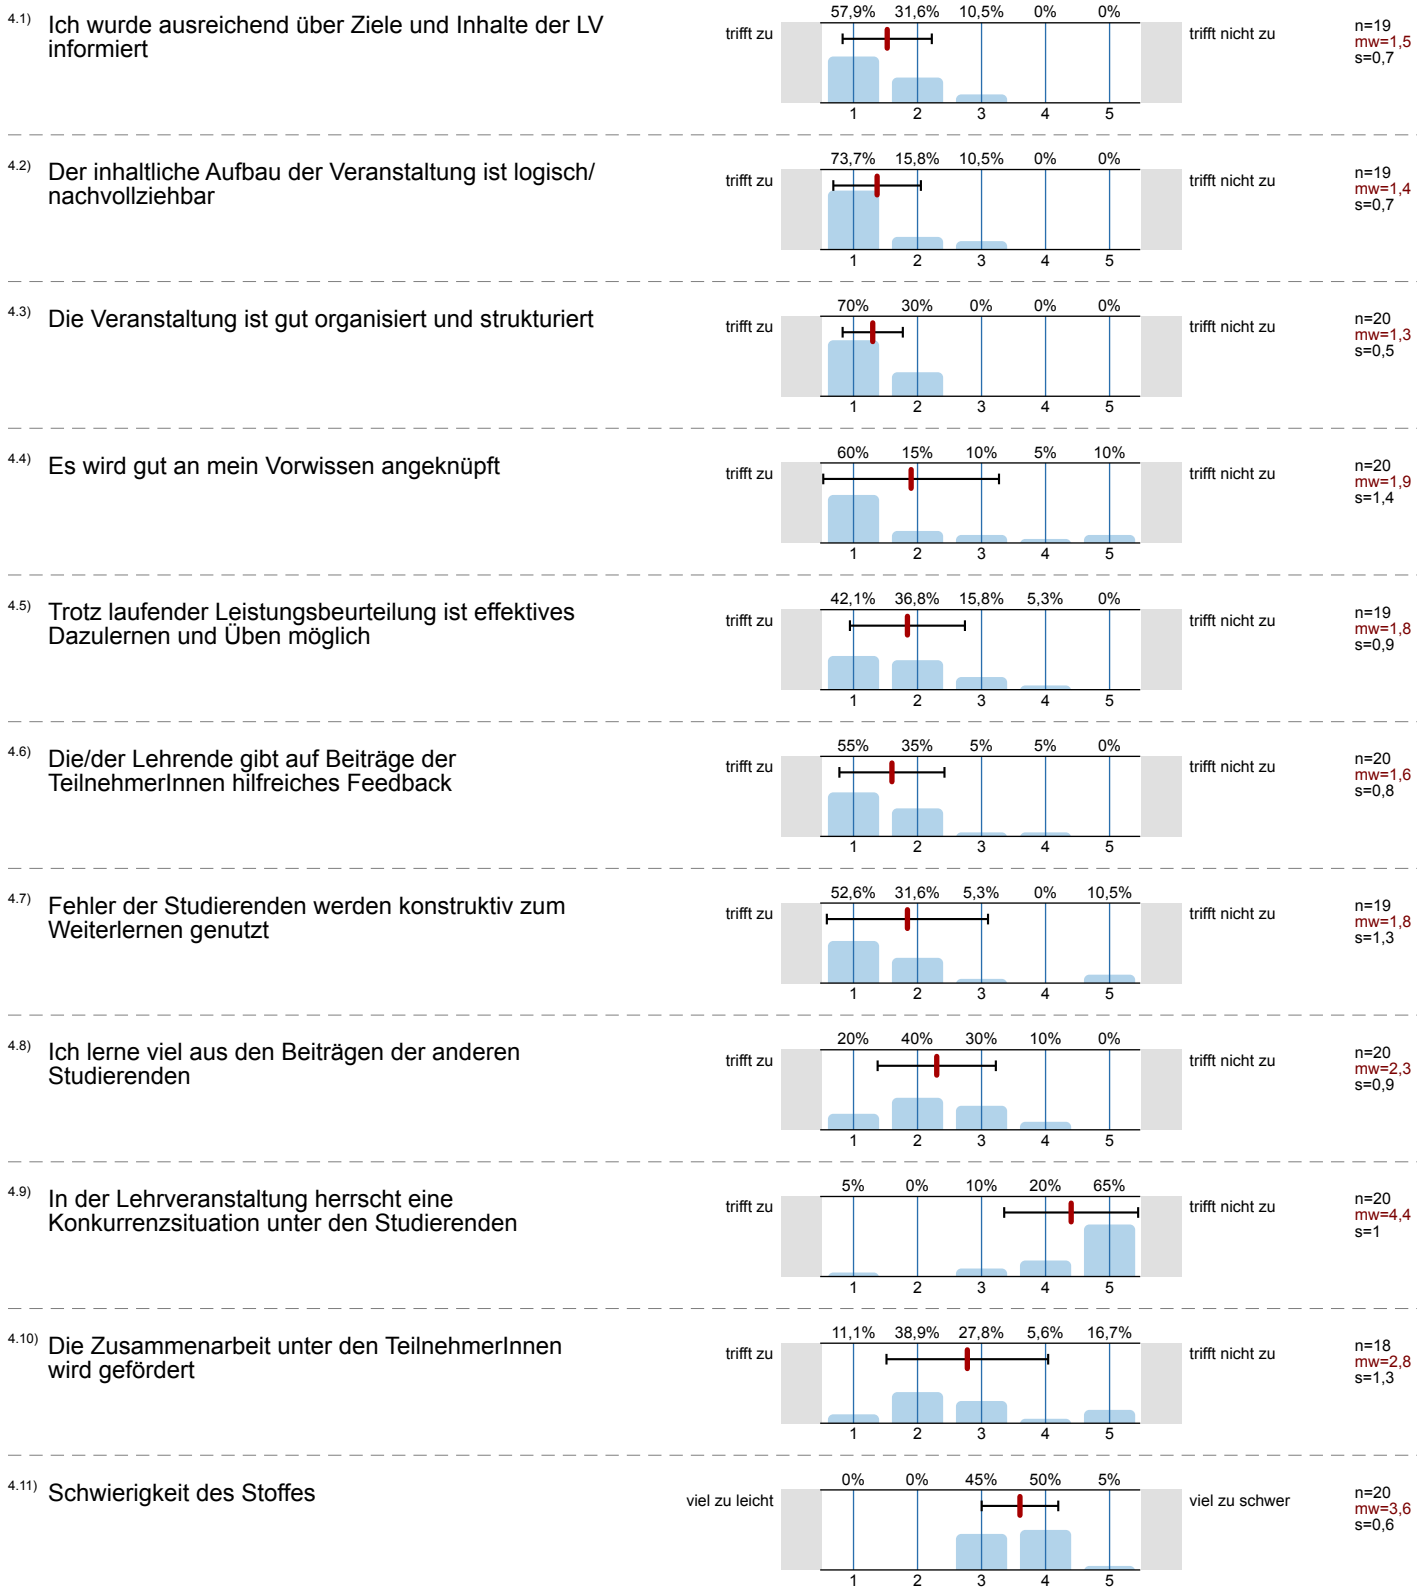 4.1) Ich wurde ausreichend über Ziele und Inhalte der LV
informiert
57,9% 31,6% 10,5% 0% 0%
trifft zu
trifft nicht zu
n=19
mw=1,5
s=0,7
1 2 3 4 5
4.2) Der inhaltliche Aufbau der Veranstaltung ist logisch/
nachvollziehbar
73,7% 15,8% 10,5% 0% 0%
trifft zu
trifft nicht zu
n=19
mw=1,4
s=0,7
1 2 3 4 5
4.3) Die Veranstaltung ist gut organisiert und strukturiert
70% 30% 0% 0% 0%
trifft zu
trifft nicht zu
n=20
mw=1,3
s=0,5
1 2 3 4 5
4.4) Es wird gut an mein Vorwissen angeknüpft
60% 15% 10% 5% 10%
trifft zu
trifft nicht zu
n=20
mw=1,9
s=1,4
1 2 3 4 5
4.5) Trotz laufender Leistungsbeurteilung ist effektives
Dazulernen und Üben möglich
42,1% 36,8% 15,8% 5,3% 0%
trifft zu
trifft nicht zu
n=19
mw=1,8
s=0,9
1 2 3 4 5
4.6) Die/der Lehrende gibt auf Beiträge der
TeilnehmerInnen hilfreiches Feedback
55% 35% 5% 5% 0%
trifft zu
trifft nicht zu
n=20
mw=1,6
s=0,8
1 2 3 4 5
4.7) Fehler der Studierenden werden konstruktiv zum
Weiterlernen genutzt
52,6% 31,6% 5,3% 0% 10,5%
trifft zu
trifft nicht zu
n=19
mw=1,8
s=1,3
1 2 3 4 5
4.8) Ich lerne viel aus den Beiträgen der anderen
Studierenden
20% 40% 30% 10% 0%
trifft zu
trifft nicht zu
n=20
mw=2,3
s=0,9
1 2 3 4 5
4.9) In der Lehrveranstaltung herrscht eine
Konkurrenzsituation unter den Studierenden
5% 0% 10% 20% 65%
trifft zu
trifft nicht zu
n=20
mw=4,4
s=1
1 2 3 4 5
4.10) Die Zusammenarbeit unter den TeilnehmerInnen
wird gefördert
11,1% 38,9% 27,8% 5,6% 16,7%
trifft zu
trifft nicht zu
n=18
mw=2,8
s=1,3
1 2 3 4 5
4.11) Schwierigkeit des Stoffes
0% 0% 45% 50% 5%
viel zu leicht
viel zu schwer
n=20
mw=3,6
s=0,6
1 2 3 4 5